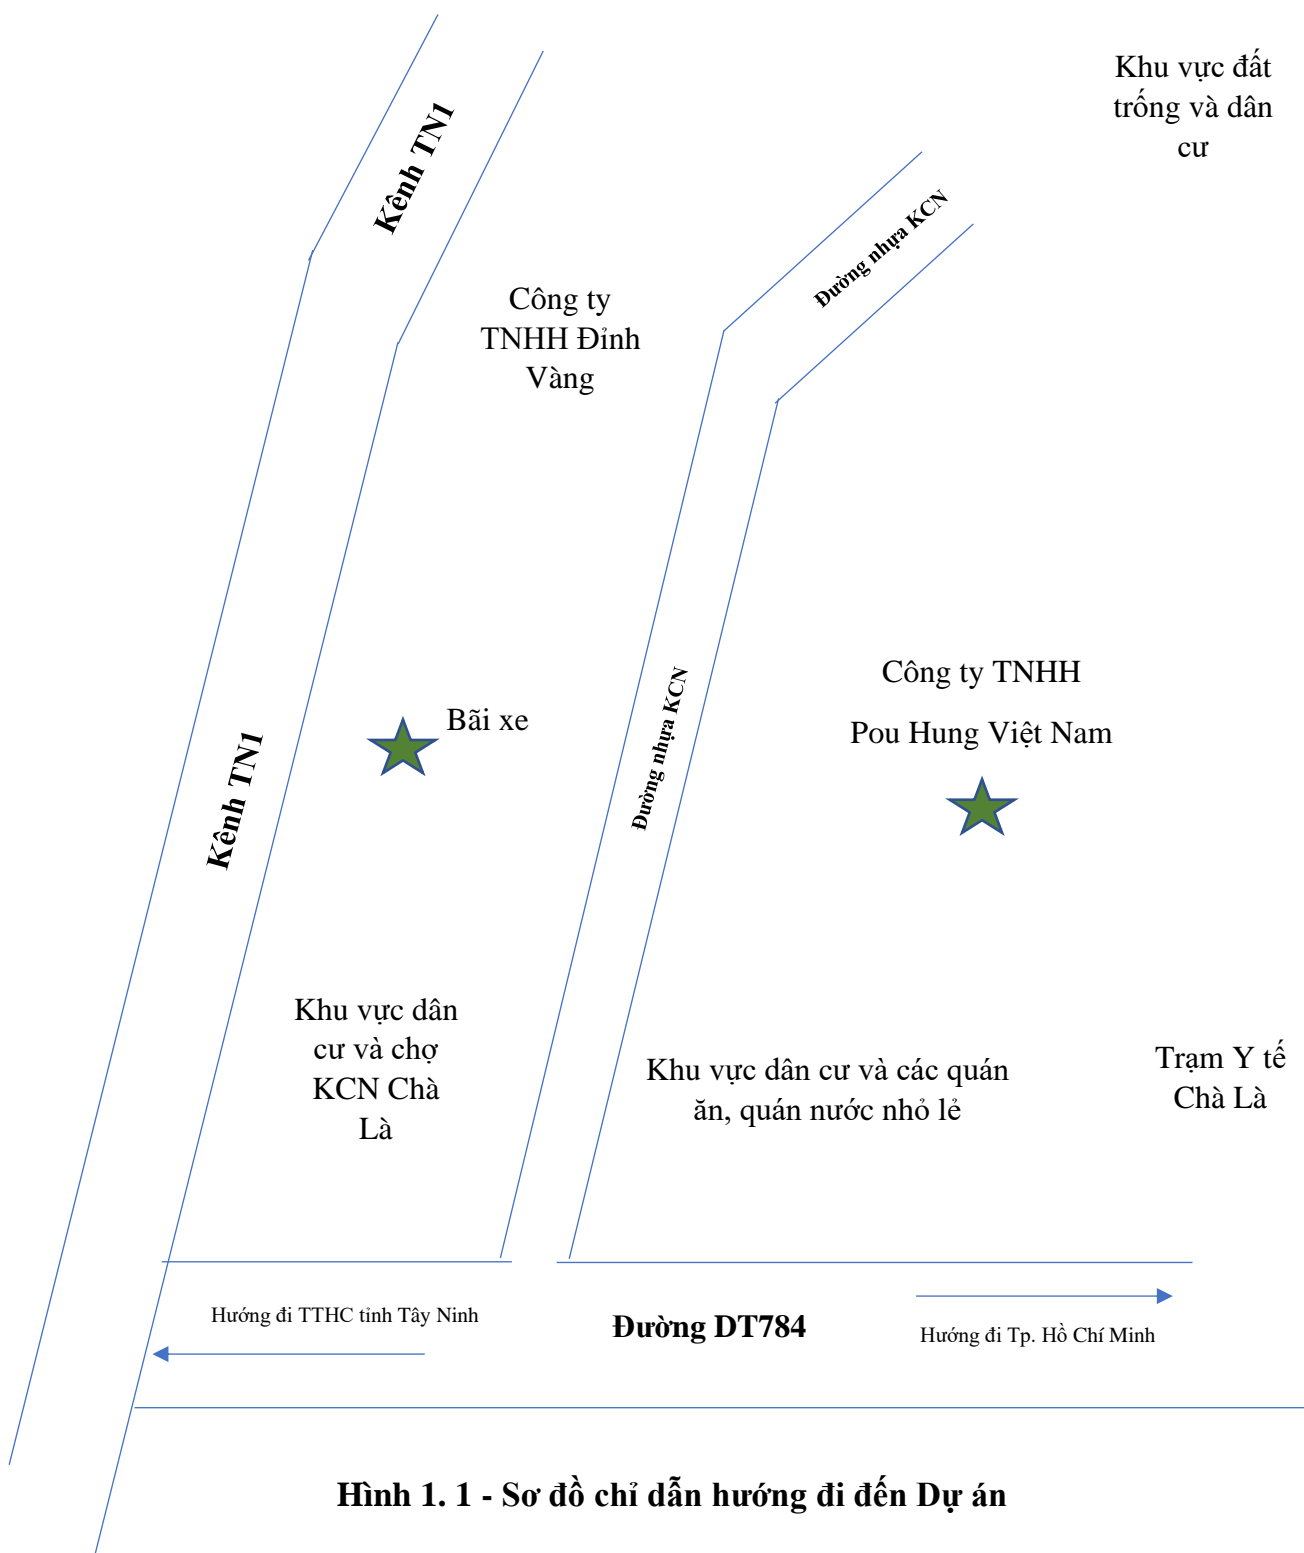 Khu vực đất
trống và dân
cư
Kênh TN1
Đường nhựa KCN
Công ty
TNHH Đỉnh
Vàng
Công ty TNHH
Pou Hung Việt Nam
Bãi xe
Đường nhựa KCN
Kênh TN1
Khu vực dân
cư và chợ
KCN Chà
Là
Khu vực dân cư và các quán
ăn, quán nước nhỏ lẻ
Trạm Y tế
Chà Là
Hướng đi TTHC tỉnh Tây Ninh
Đường DT784
Hướng đi Tp. Hồ Chí Minh
Hình 1. 1 - Sơ đồ chỉ dẫn hướng đi đến Dự án